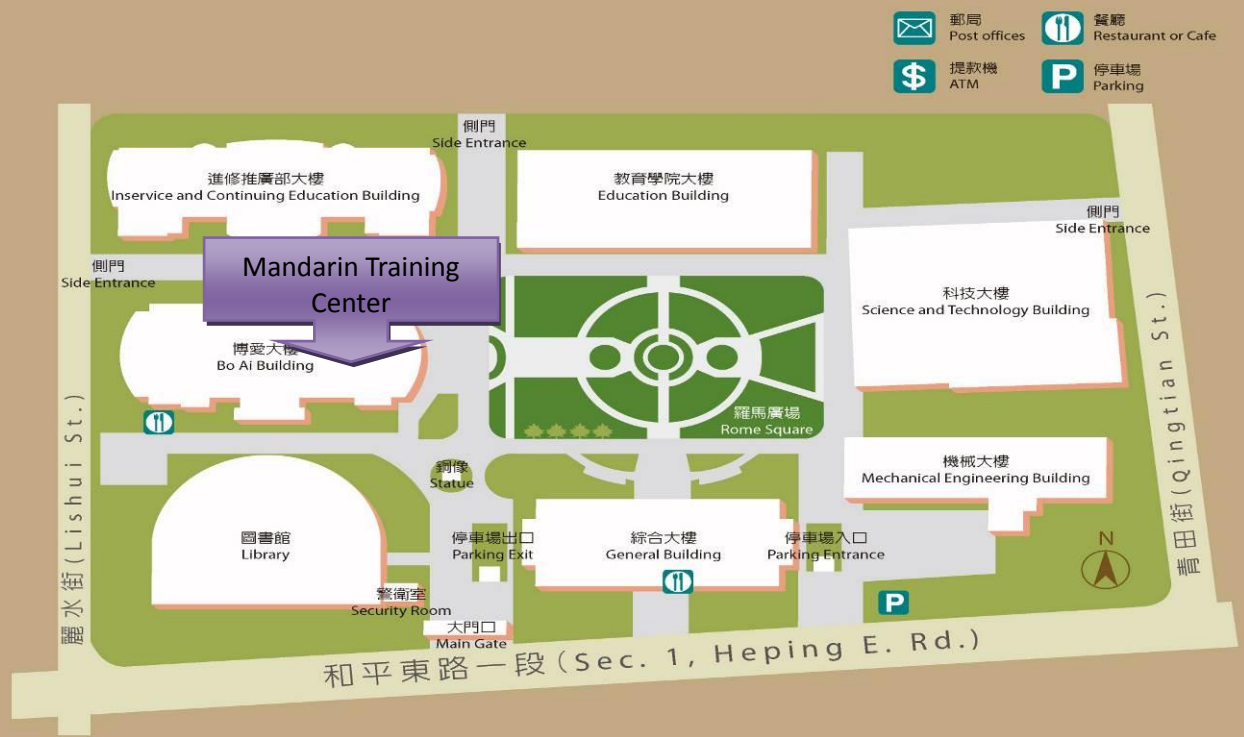 郵局
Post offices
餐廳
Restaurant or Cafe
$
提款機
ATM
P
停車場
Parking
側門
Side Entrance
進修推廣部大樓
Inservice and Continuing Education Building
教育學院大樓
Education Building
側門
Side Entrance
側門
Side Entrance
Mandarin Training
Center
科技大樓
Science and Technology Building
博愛大樓
Bo Ai Building
羅馬廣場
Rome Square
機械大樓
Mechanical Engineering Building
銅像
Statue
圖書館
Library
停車場出口
Parking Exit
綜合大樓
General Building
停車場入口
Parking Entrance
N
警衛室
Security Room
P
大門口
Main Gate
麗水街(Lishui St.)
青田街(Qingtian St.)
和平東路一段(Sec. 1, Heping E. Rd.)